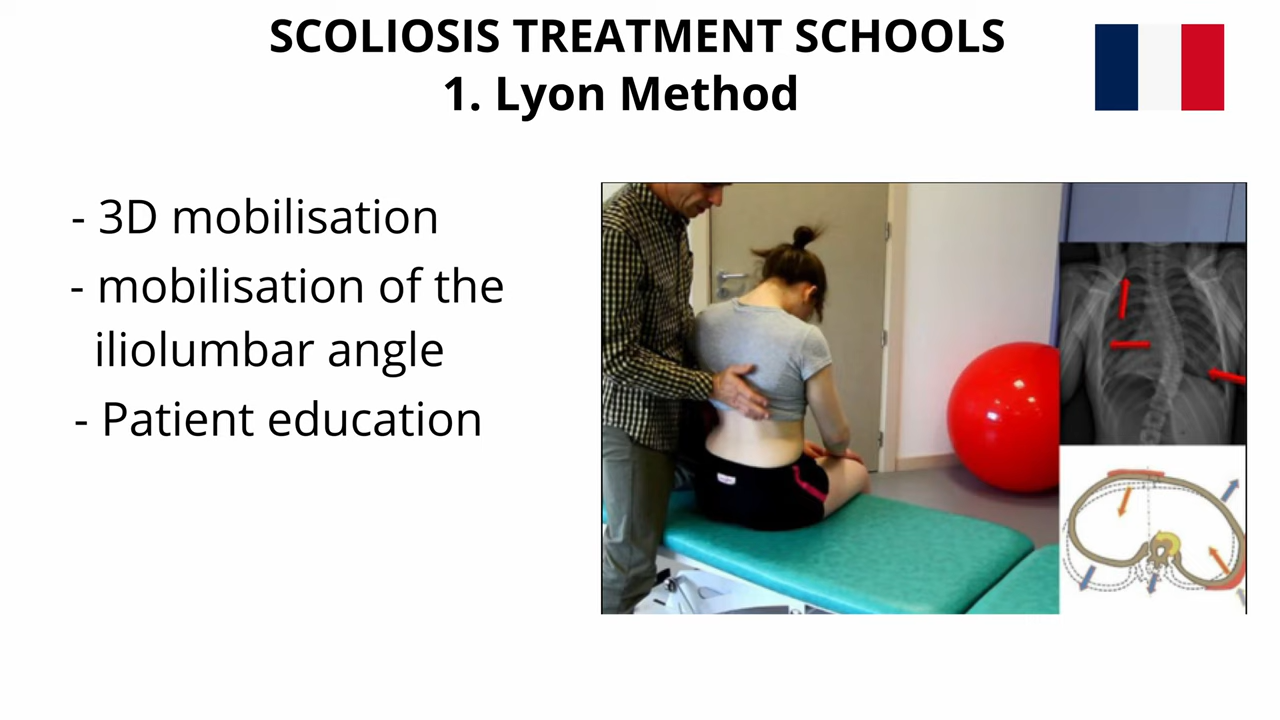 SCOLIOSIS TREATMENT SCHOOLS
1. Lyon Method
- 3D mobilisation
- mobilisation of the
iliolumbar angle
- Patient education